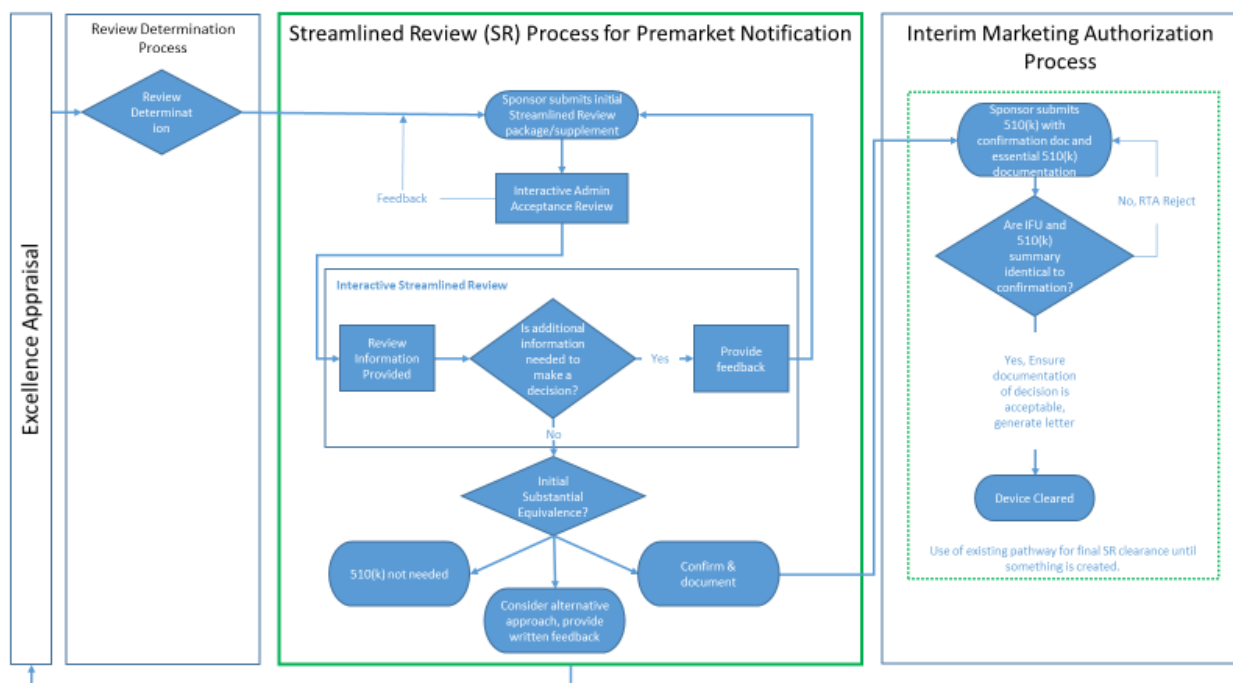 Excellence Appraisal
Review Determination
Process
Review
Determinat
ion
Streamlined Review (SR) Process for Premarket Notification
Sponsor submits initial
Streamlined Review
package/supplement
Feedback
Interactive Admin
Acceptance Review
Interactive Streamlined Review
Review
Information
Provided
Is additional
information
needed to
make a
decision?
Yes
Provide
feedback
No
Initial
Substantial
Equivalence?
510(k) not needed
Consider alternative
approach, provide
written feedback
Confirm &
document
Interim Marketing Authorization
Process
Sponsor submits
510(k) with
confirmation doc and
essential 510(k)
documentation
No, RTA Reject
Are IFU and
510(k)
summary
identical to
confirmation?
Yes, Ensure
documentation
of decision is
acceptable,
generate letter
Device Cleared
Use of existing pathway for final SR clearance until
something is created.